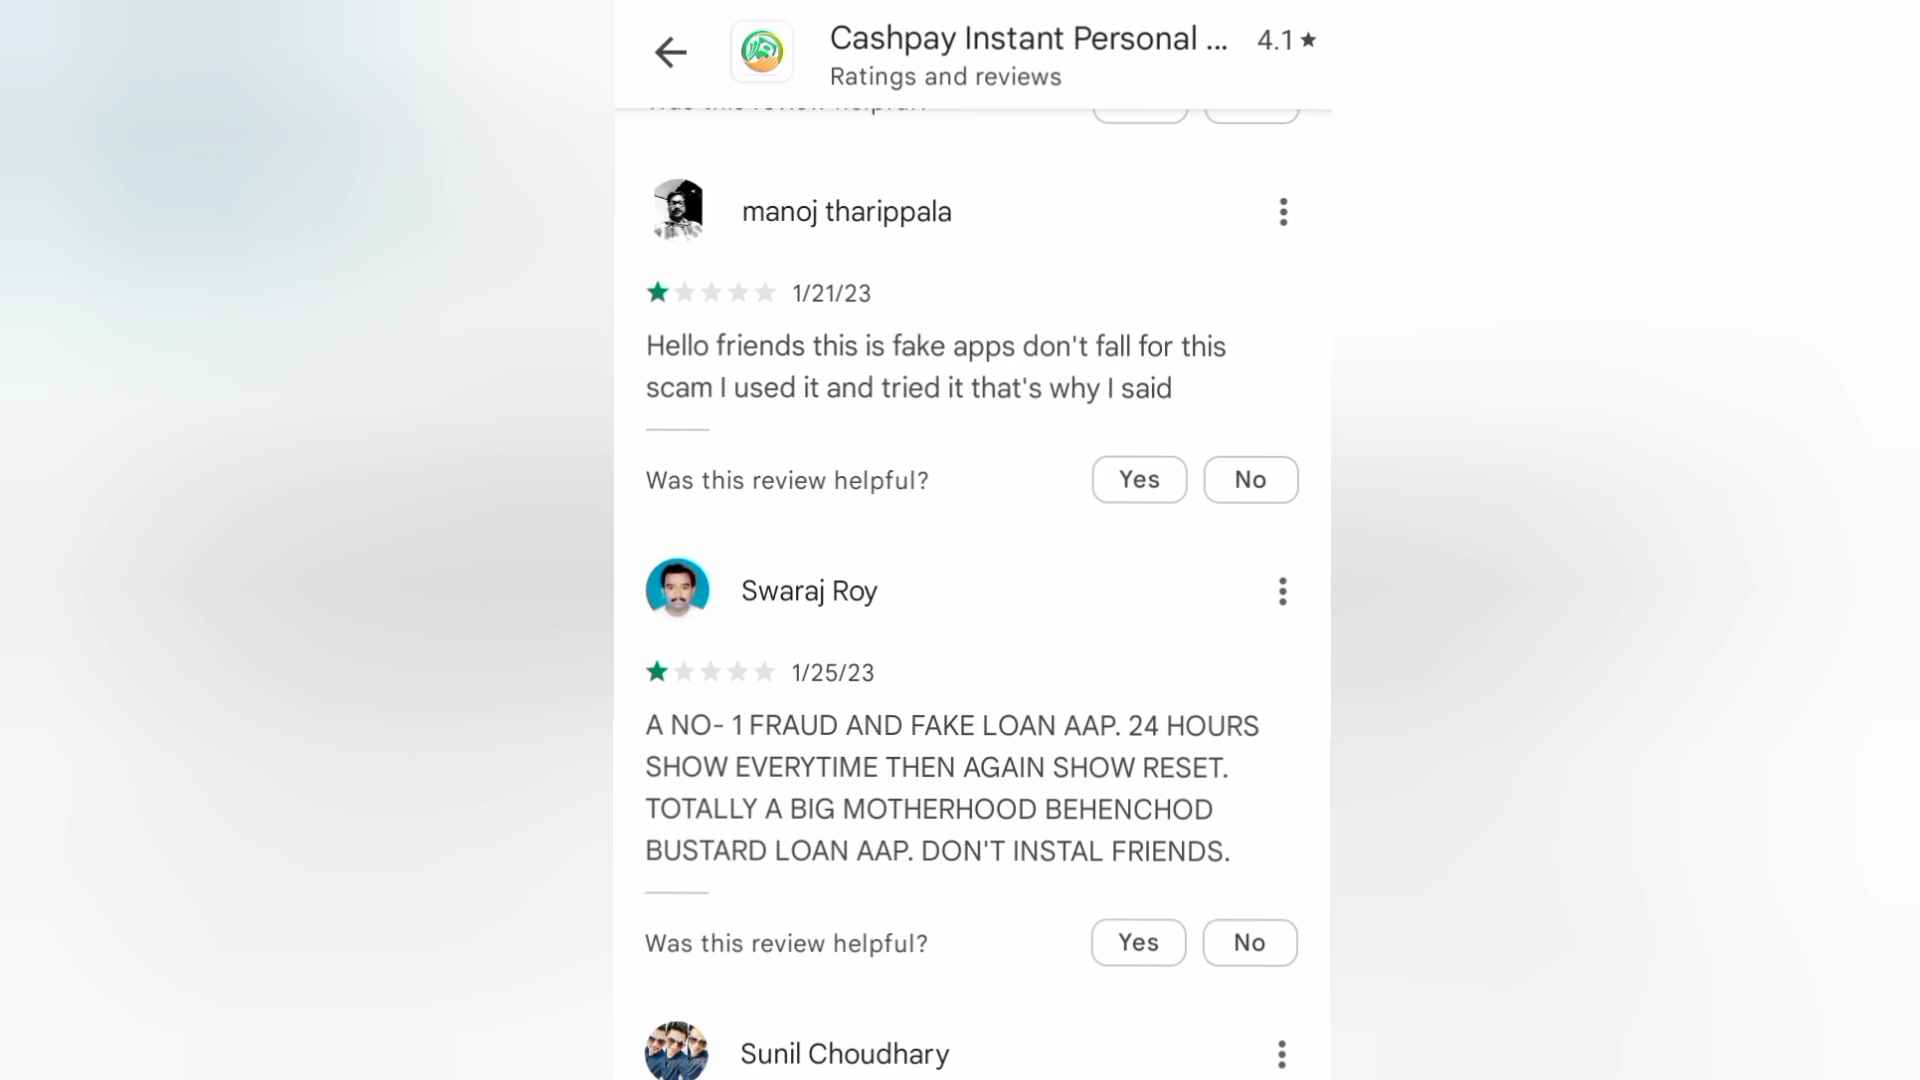 Cashpay Instant Personal ...
4.1★
Ratings and reviews
manoj tharippala
1/21/23
Hello friends this is fake apps don't fall for this
scam I used it and tried it that's why I said
Was this review helpful?
Yes
No
Swaraj Roy
1/25/23
A NO- 1 FRAUD AND FAKE LOAN AAP. 24 HOURS
SHOW EVERYTIME THEN AGAIN SHOW RESET.
TOTALLY A BIG MOTHERHOOD BEHENCHOD
BUSTARD LOAN AAP. DON'T INSTAL FRIENDS.
Was this review helpful?
Yes
No
Sunil Choudhary